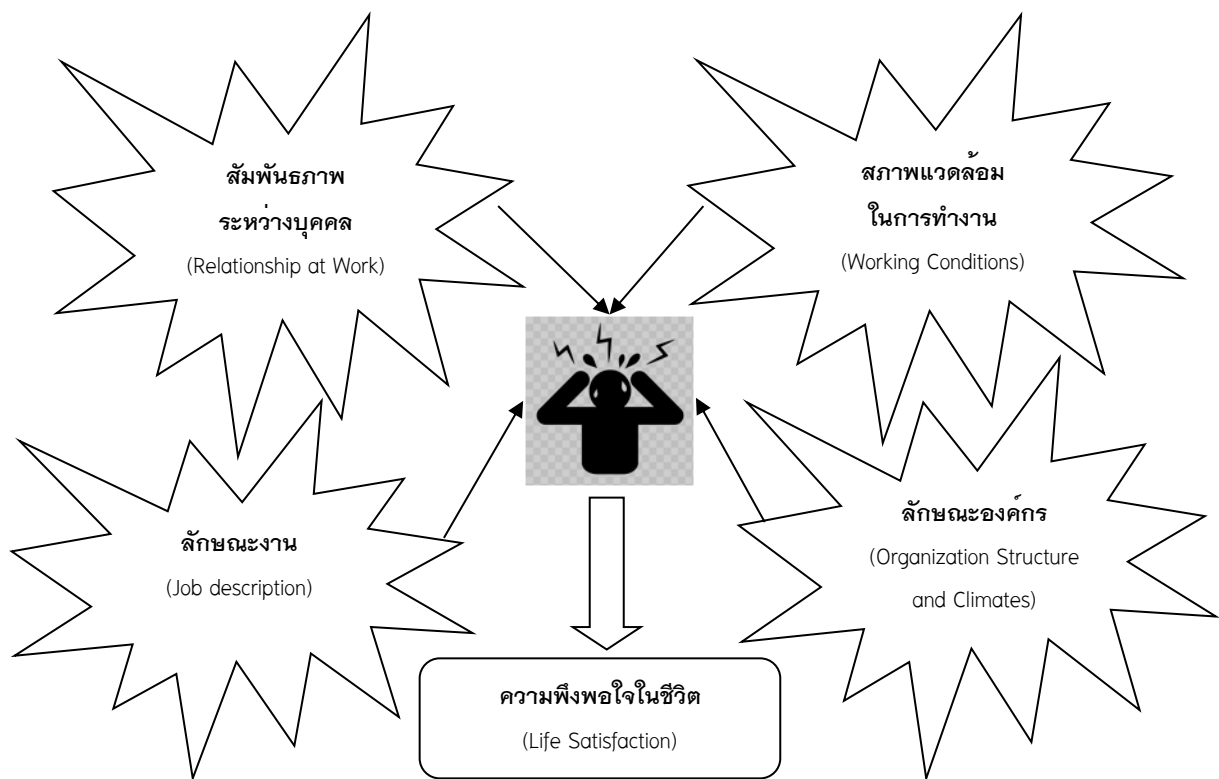 สัมพันธภาพ
ระหว่างบุคคล
(Relationship at Work)
สภาพแวดล้อม
ในการทำงาน
(Working Conditions)
ลักษณะงาน
(Job description)
ลักษณะองค์กร
(Organization Structure
and Climates)
ความพึงพอใจในชีวิต
(Life Satisfaction)